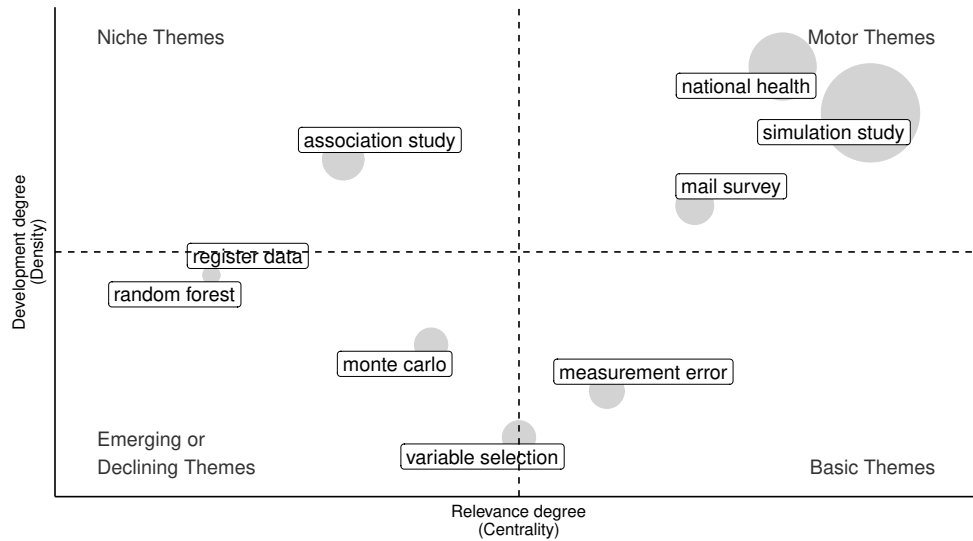 Niche Themes
Motor Themes
national health
simulation study
association study
mail survey
register data
random forest
monte carlo
measurement error
variable selection
Emerging or
Declining Themes
Basic Themes
Development degree
(Density)
Relevance degree
(Centrality)